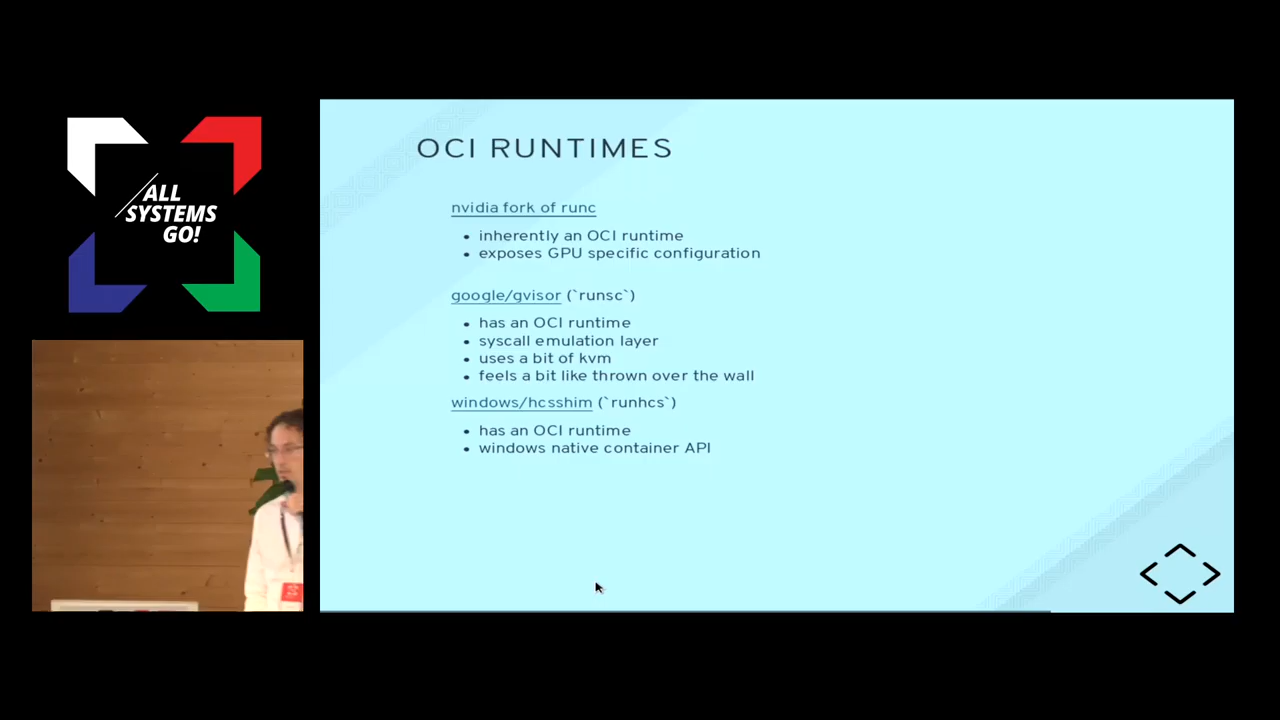 ALL
SYSTEMS
GO!
OCI RUNTIMES
nvidia fork of runc
• inherently an OCI runtime
• exposes GPU specific configuration
google/gvisor (`runsc`)
• has an OCI runtime
• syscall emulation layer
• uses a bit of kvm
• feels a bit like thrown over the wall
windows/hcsshim (`runhcs`)
• has an OCI runtime
• windows native container API